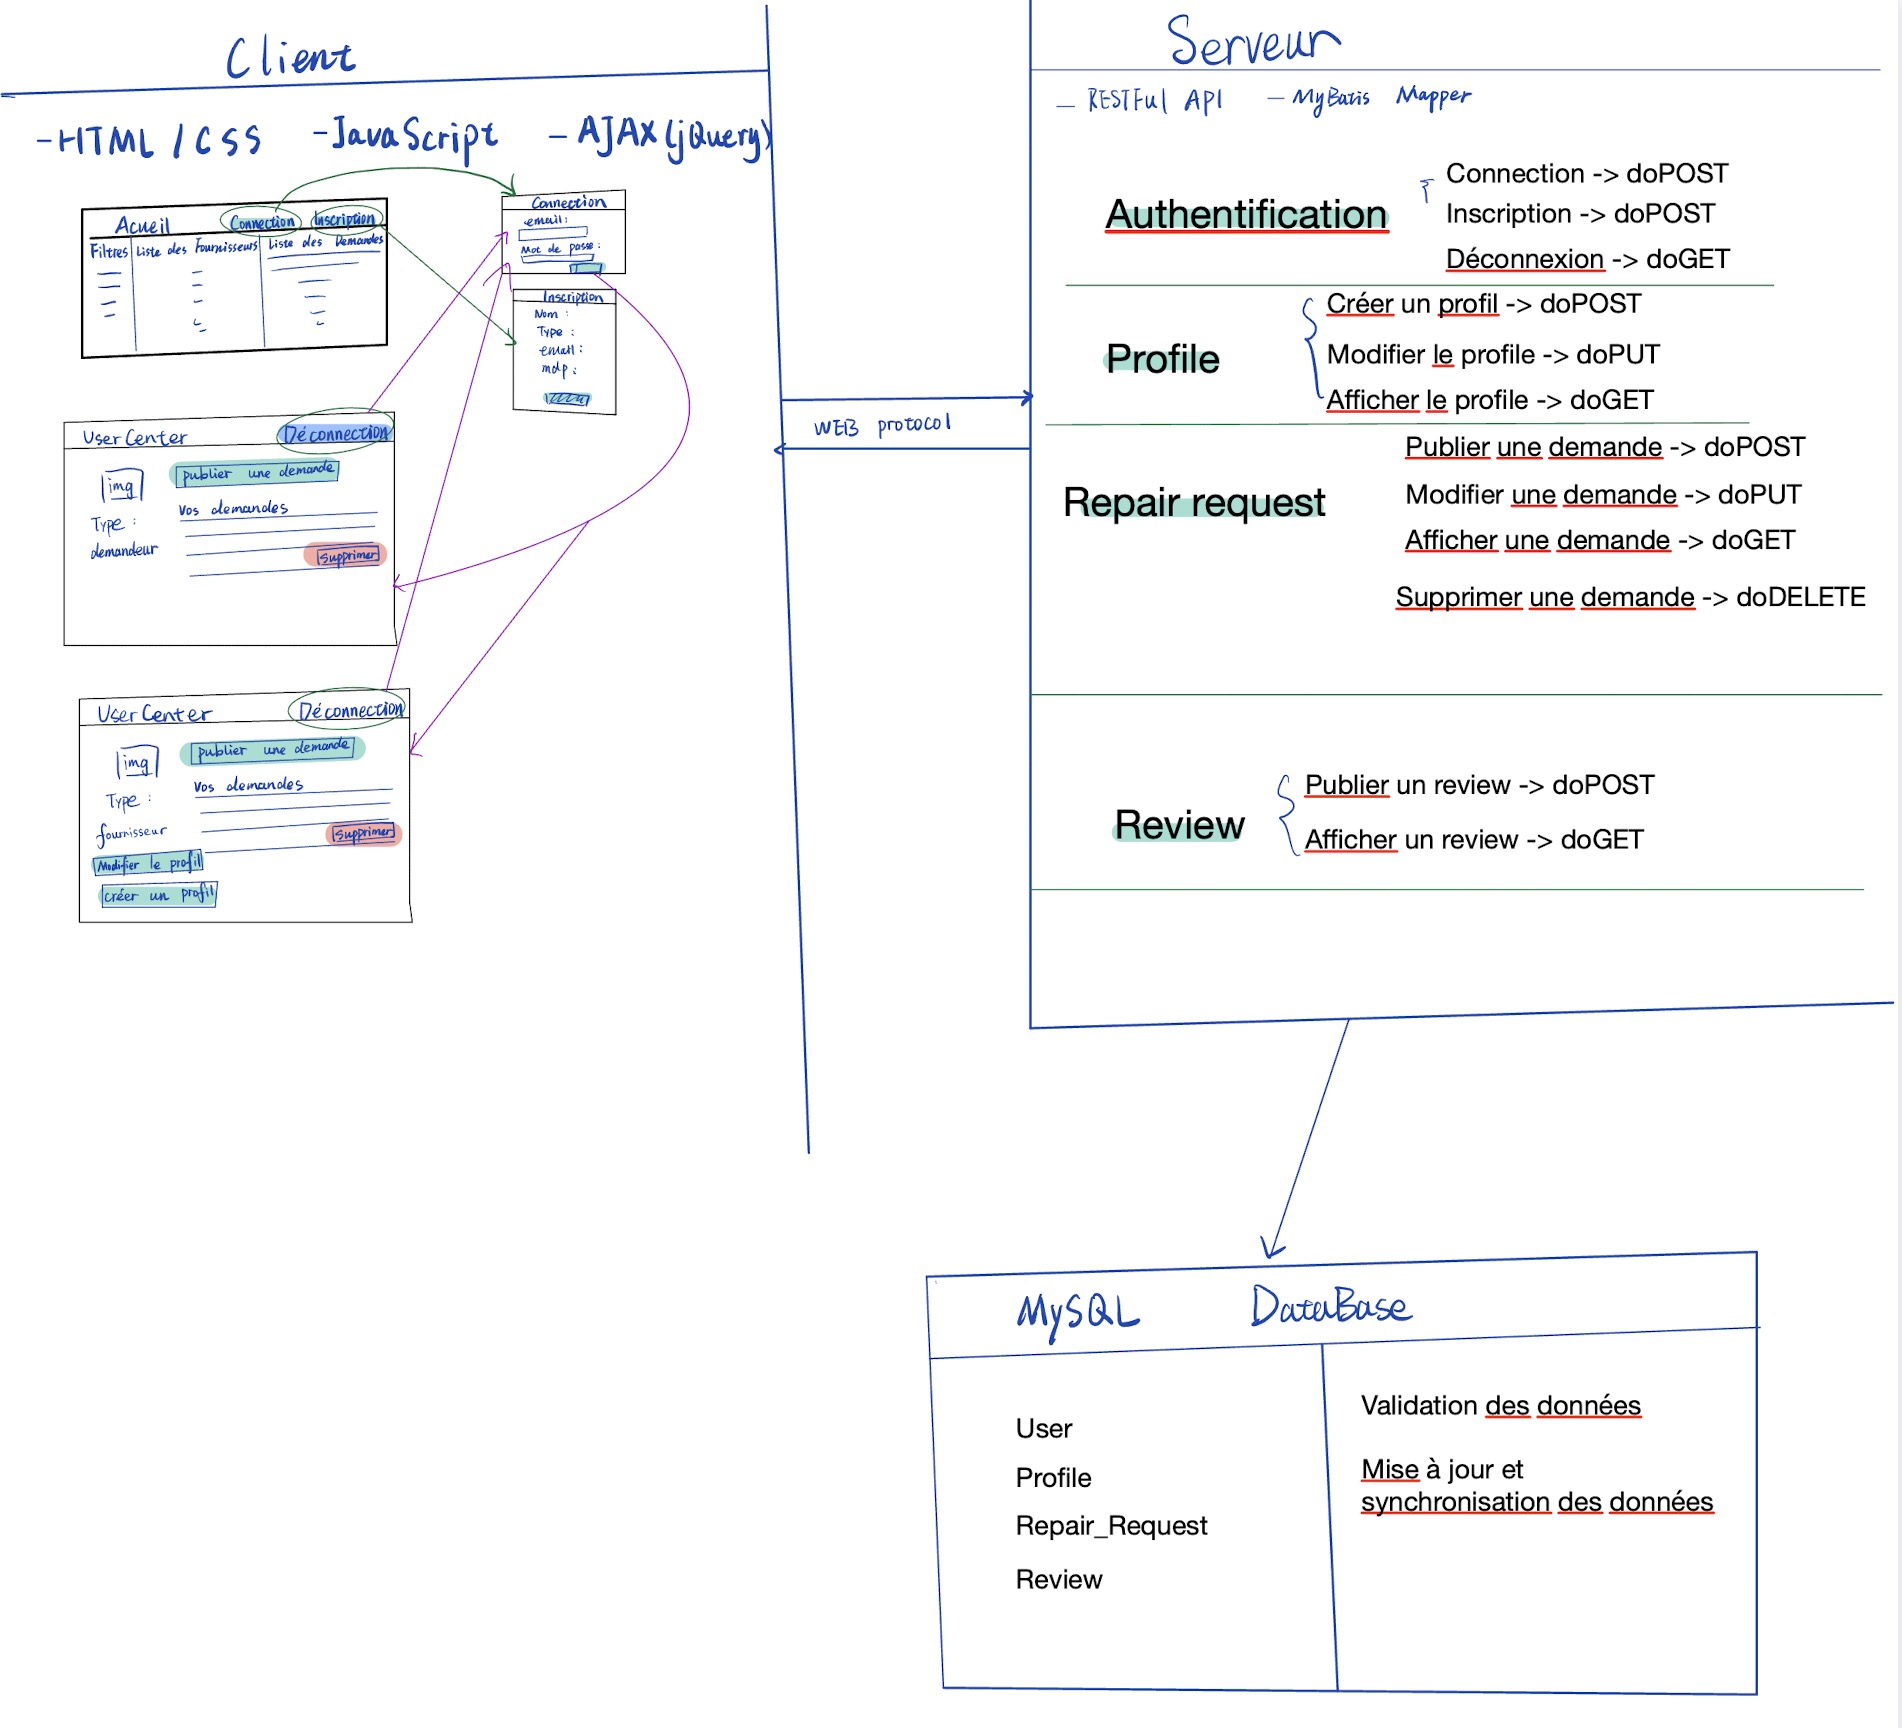 Client
- HTML / CSS - JavaScript - AJAX (jQuery)
Acueil Connection Inscription
Filtres Liste des Fournisseurs Liste des Demandes
Connection
email:
Mot de passe:
Inscription
Nom :
Type :
email :
mdp :
User Center Déconnection
img
publier une demande
Vos demandes
Type :
demandeur
supprimer
User Center Déconnection
img
publier une demande
Vos demandes
Type :
fournisseur
supprimer
Modifier le profil
créer un profil
WEB protocol
Serveur
- RESTFul API - MyBatis Mapper
Authentification
Connection -> doPOST
Inscription -> doPOST
Déconnexion -> doGET
Profile
Créer un profil -> doPOST
Modifier le profile -> doPUT
Afficher le profile -> doGET
Repair request
Publier une demande -> doPOST
Modifier une demande -> doPUT
Afficher une demande -> doGET
Supprimer une demande -> doDELETE
Review
Publier un review -> doPOST
Afficher un review -> doGET
MySQL DataBase
User
Profile
Repair_Request
Review
Validation des données
Mise à jour et
synchronisation des données